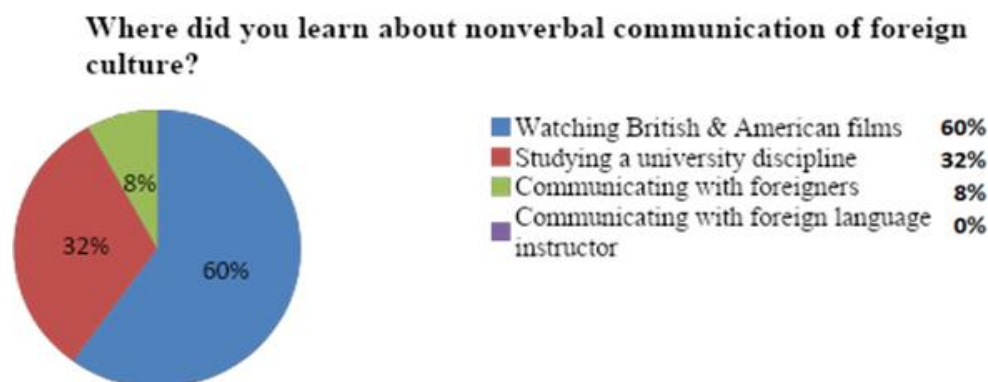 Where did you learn about nonverbal communication of foreign
culture?
8%
32%
60%
Watching British & American films 60%
Studying a university discipline 32%
Communicating with foreigners 8%
Communicating with foreign language 0%
instructor